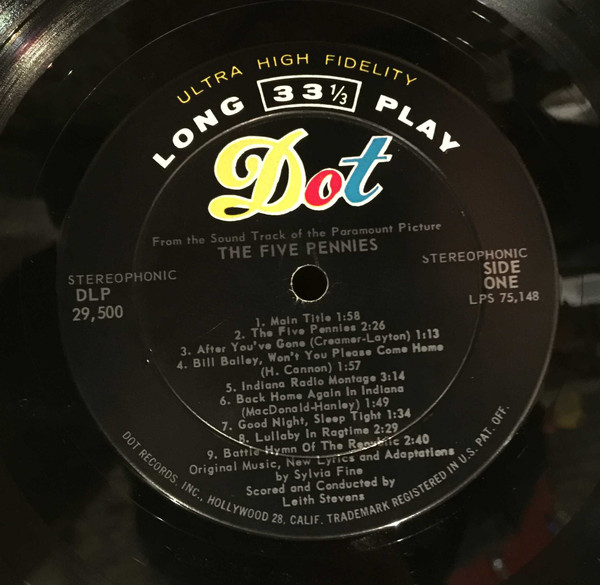 ULTRA HIGH FIDELITY
LONG 33 1/3 PLAY
Dot
From the Sound Track of the Paramount Picture
THE FIVE PENNIES
STEREOPHONIC
DLP
29,500
STEREOPHONIC
SIDE
ONE
LPS 75,148
1. Main Title 1:58
2. The Five Pennies 2:26
3. After You've Gone (Creamer-Layton) 1:13
4. Bill Bailey, Won't You Please Come Home
(H. Cannon) 1:57
5. Indiana Radio Montage 3:14
6. Back Home Again In Indiana
(MacDonald-Hanley) 1:49
7. Good Night, Sleep Tight 1:34
8. Lullaby In Ragtime 2:29
9. Battle Hymn Of The Republic 2:40
Original Music, New Lyrics and Adaptations
by Sylvia Fine
Scored and Conducted by
Leith Stevens
DOT RECORDS, INC., HOLLYWOOD 28, CALIF. TRADEMARK REGISTERED IN U.S. PAT. OFF.